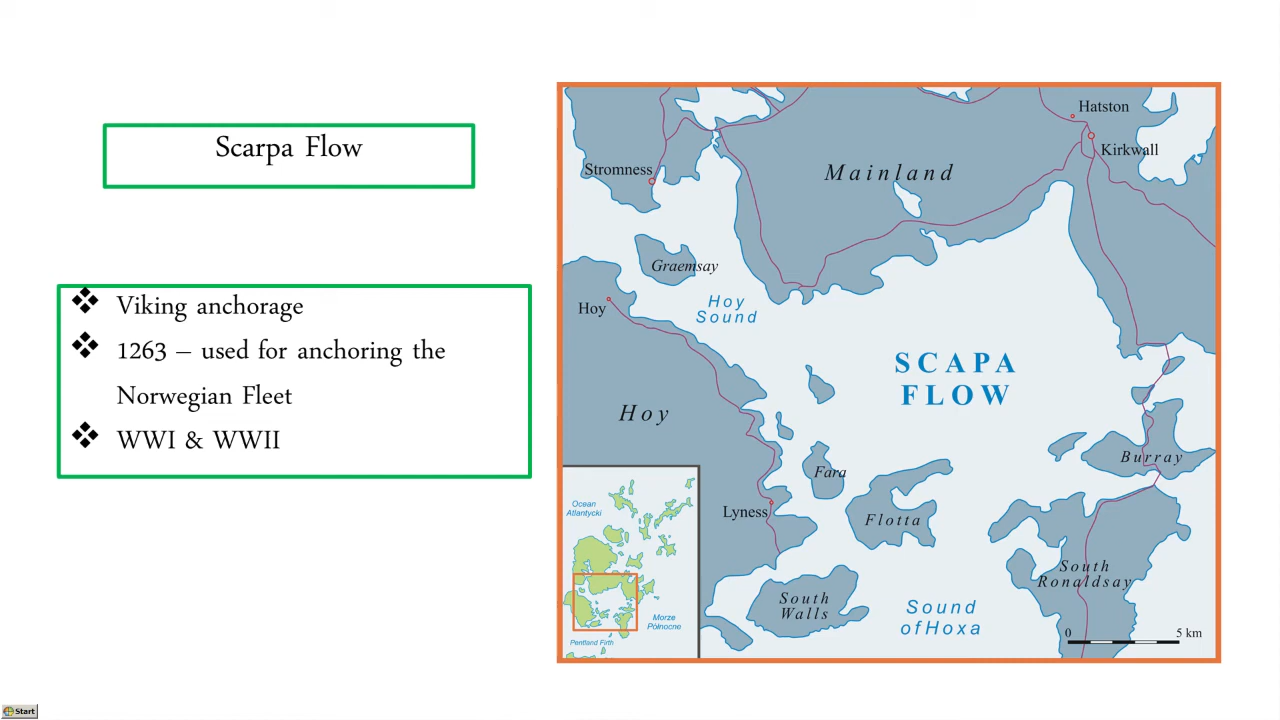 Scarpa Flow
❖ Viking anchorage
❖ 1263 – used for anchoring the
Norwegian Fleet
❖ WWI & WWII
Hatston
Kirkwall
Stromness
Mainland
Graemsay
Hoy
Hoy
Sound
SCAPA
FLOW
Hoy
Burray
Fara
Lyness
Flotta
South
Ronaldsay
South
Walls
Sound
of Hoxa
0 5 km
Ocean
Atlantycki
Morze
Północne
Pentland Firth
Start